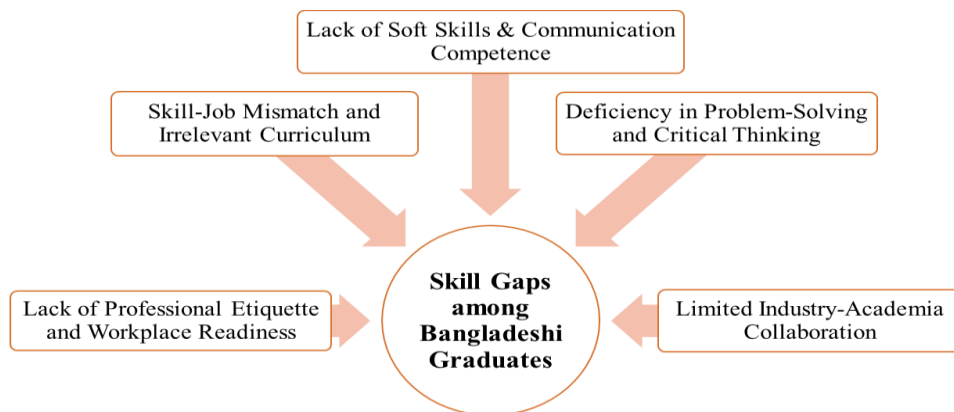 Lack of Soft Skills & Communication
Competence
Skill-Job Mismatch and
Irrelevant Curriculum
Deficiency in Problem-Solving
and Critical Thinking
Lack of Professional Etiquette
and Workplace Readiness
Skill Gaps
among
Bangladeshi
Graduates
Limited Industry-Academia
Collaboration